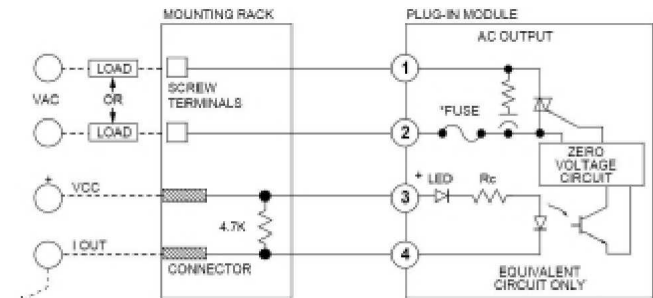 MOUNTING RACK
PLUG-IN MODULE
AC OUTPUT
LOAD
1
VAC
OR
SCREW
TERMINALS
*FUSE
LOAD
2
ZERO
VOLTAGE
CIRCUIT
+
VCC
3
+ LED
Rc
4.7K
I OUT
4
CONNECTOR
EQUIVALENT
CIRCUIT ONLY